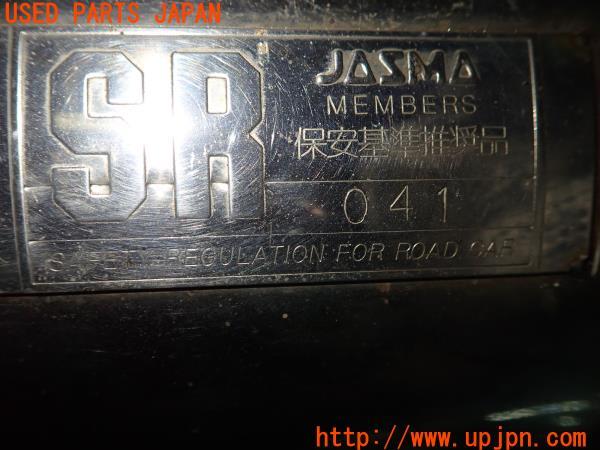 USED PARTS JAPAN
SR
JASMA
MEMBERS
保安基準推奨品
041
SAFETY REGULATION FOR ROAD CAR
http://www.upjpn.com/